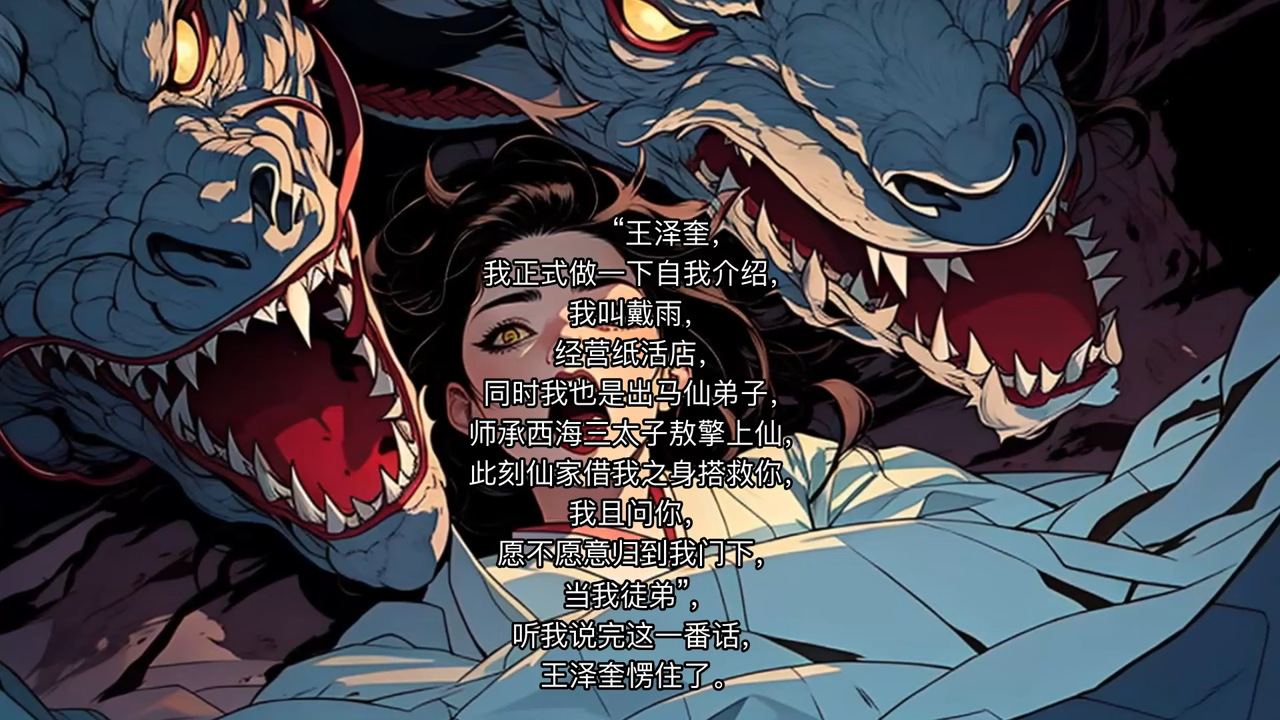 “王泽奎，
我正式做一下自我介绍，
我叫戴雨，
经营纸活店，
同时我也是出马仙弟子，
师承西海三太子敖擎上仙，
此刻仙家借我之身搭救你，
我且问你，
愿不愿意归到我门下，
当我徒弟”，
听我说完这一番话，
王泽奎愣住了。